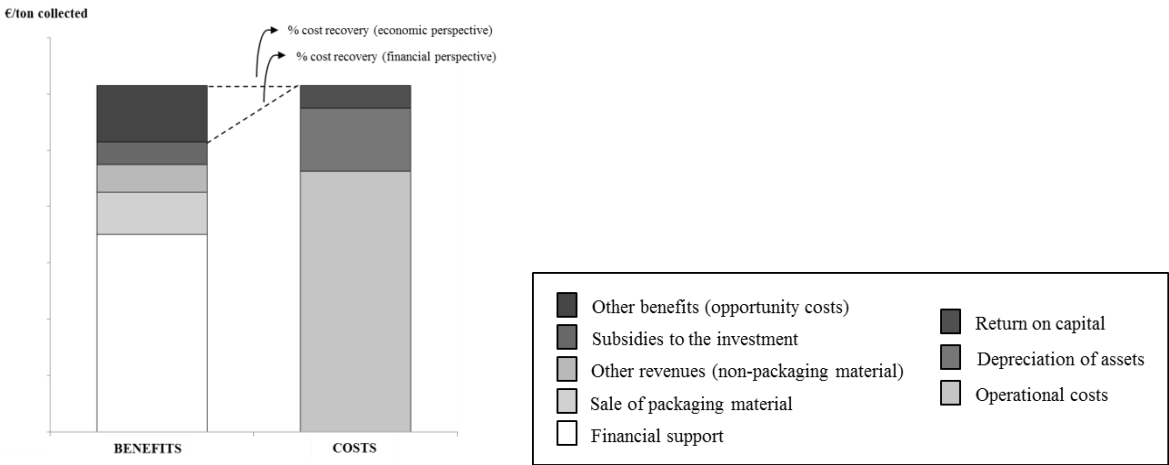 €/ton collected
% cost recovery (economic perspective)
% cost recovery (financial perspective)
BENEFITS
COSTS
Other benefits (opportunity costs)
Subsidies to the investment
Other revenues (non-packaging material)
Sale of packaging material
Financial support
Return on capital
Depreciation of assets
Operational costs